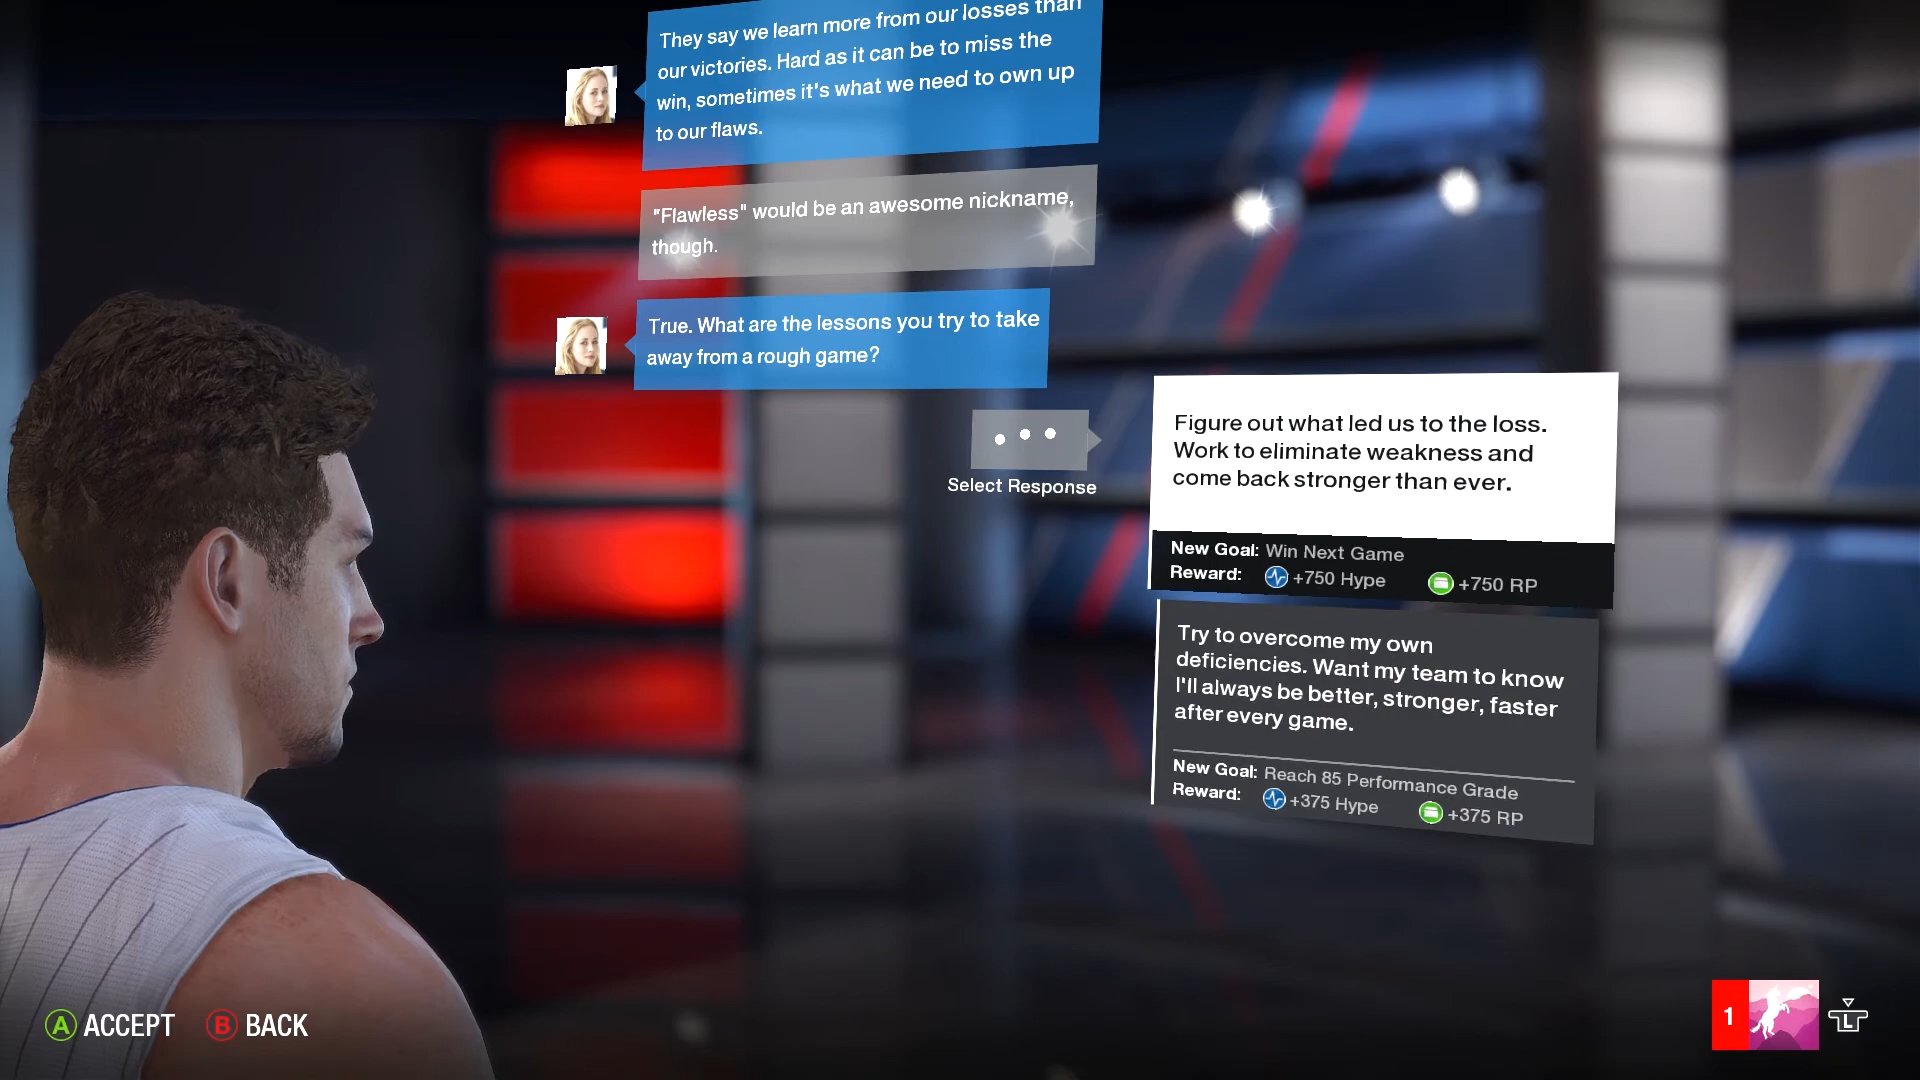 They say we learn more from our losses than
our victories. Hard as it can be to miss the
win, sometimes it's what we need to own up
to our flaws.
"Flawless" would be an awesome nickname,
though.
True. What are the lessons you try to take
away from a rough game?
Select Response
Figure out what led us to the loss.
Work to eliminate weakness and
come back stronger than ever.
New Goal: Win Next Game
Reward: +750 Hype +750 RP
Try to overcome my own
deficiencies. Want my team to know
I'll always be better, stronger, faster
after every game.
New Goal: Reach 85 Performance Grade
Reward: +375 Hype +375 RP
A ACCEPT B BACK
1 L